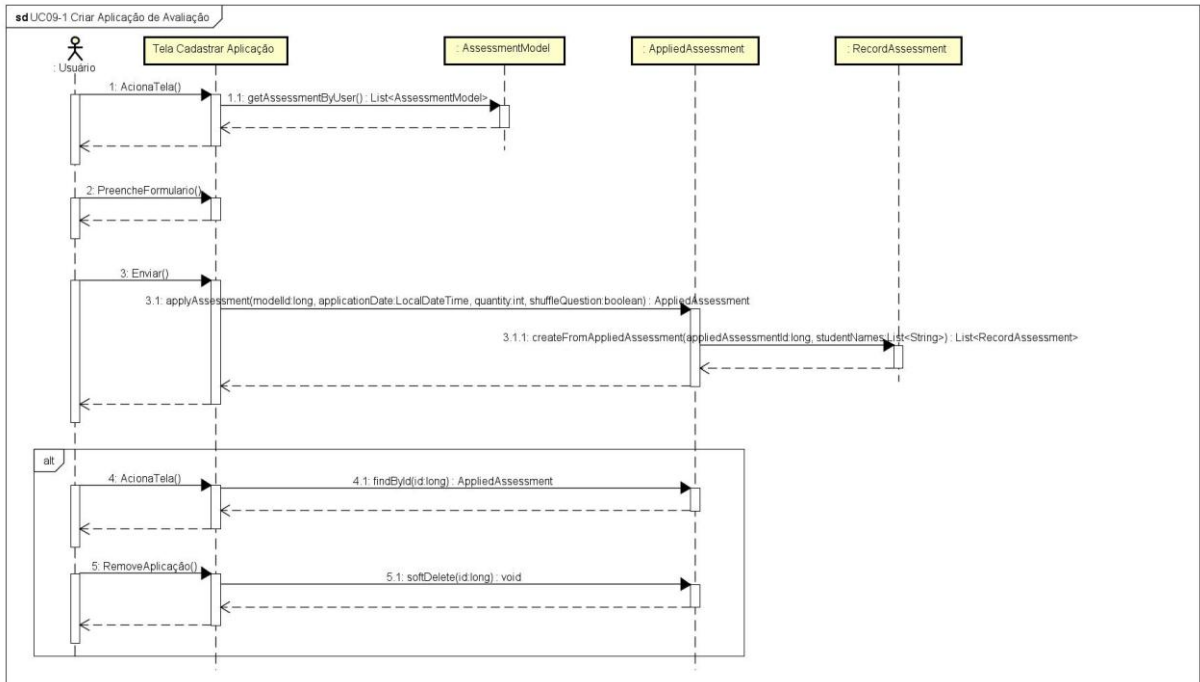 sd UC09-1 Criar Aplicação de Avaliação
: Usuário
Tela Cadastrar Aplicação
: AssessmentModel
: AppliedAssessment
: RecordAssessment
1: AcionaTela()
1.1: getAssessmentByUser() : List<AssessmentModel>
2: PreencheFormulario()
3: Enviar()
3.1: applyAssessment(modelId:long, applicationDate:LocalDateTime, quantity:int, shuffleQuestion:boolean) : AppliedAssessment
3.1.1: createFromAppliedAssessment(appliedAssessmentId:long, studentNames:List<String>) : List<RecordAssessment>
alt
4: AcionaTela()
4.1: findById(id:long) : AppliedAssessment
5: RemoveAplicação()
5.1: softDelete(id:long) : void